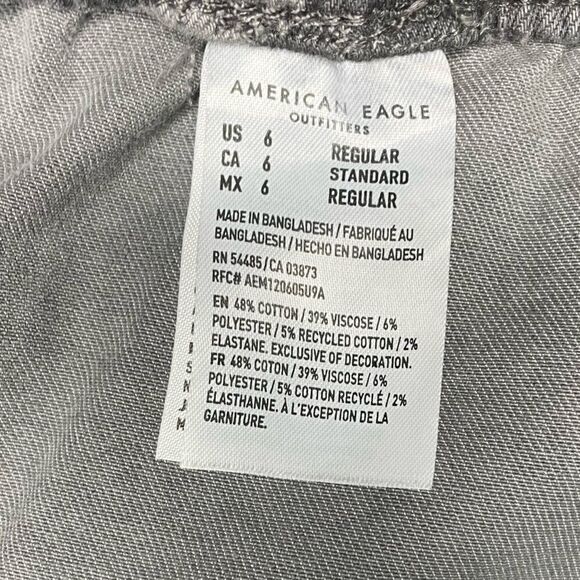 AMERICAN EAGLE
OUTFITTERS
US 6 REGULAR
CA 6 STANDARD
MX 6 REGULAR
MADE IN BANGLADESH / FABRIQUÉ AU
BANGLADESH / HECHO EN BANGLADESH
RN 54485 / CA 03873
RFC# AEM120605U9A
EN 48% COTTON / 39% VISCOSE / 6%
POLYESTER / 5% RECYCLED COTTON / 2%
ELASTANE. EXCLUSIVE OF DECORATION.
FR 48% COTON / 39% VISCOSE / 6%
POLYESTER / 5% COTON RECYCLÉ / 2%
ÉLASTHANNE. À L'EXCEPTION DE LA
GARNITURE.